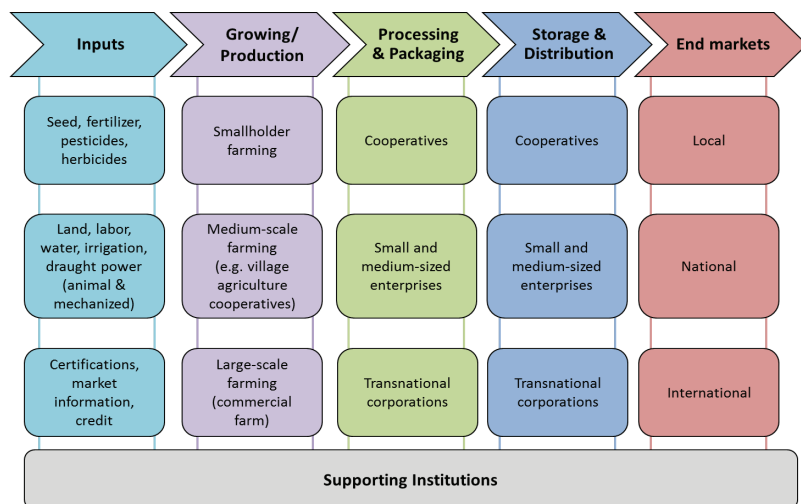 Inputs
Growing/
Production
Processing
& Packaging
Storage &
Distribution
End markets
Seed, fertilizer,
pesticides,
herbicides
Smallholder
farming
Cooperatives
Cooperatives
Local
Land, labor,
water, irrigation,
draught power
(animal &
mechanized)
Medium-scale
farming
(e.g. village
agriculture
cooperatives)
Small and
medium-sized
enterprises
Small and
medium-sized
enterprises
National
Certifications,
market
information,
credit
Large-scale
farming
(commercial
farm)
Transnational
corporations
Transnational
corporations
International
Supporting Institutions